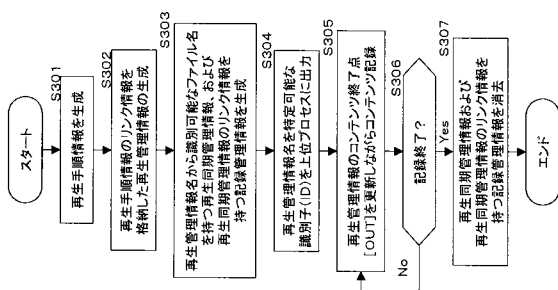 スタート
S301
再生手順情報を生成
S302
再生手順情報のリンク情報を
格納した再生管理情報の生成
S303
再生管理情報名から識別可能なファイル名
を持つ再生同期管理情報、および
再生同期管理情報のリンク情報を
持つ記録管理情報を生成
S304
再生管理情報名を特定可能な
識別子(ID)を上位プロセスに出力
S305
再生管理情報のコンテンツ終了点
[OUT]を更新しながらコンテンツ記録
S306
記録終了?
No
Yes
S307
再生同期管理情報および
再生同期管理情報のリンク情報を
持つ記録管理情報を消去
エンド